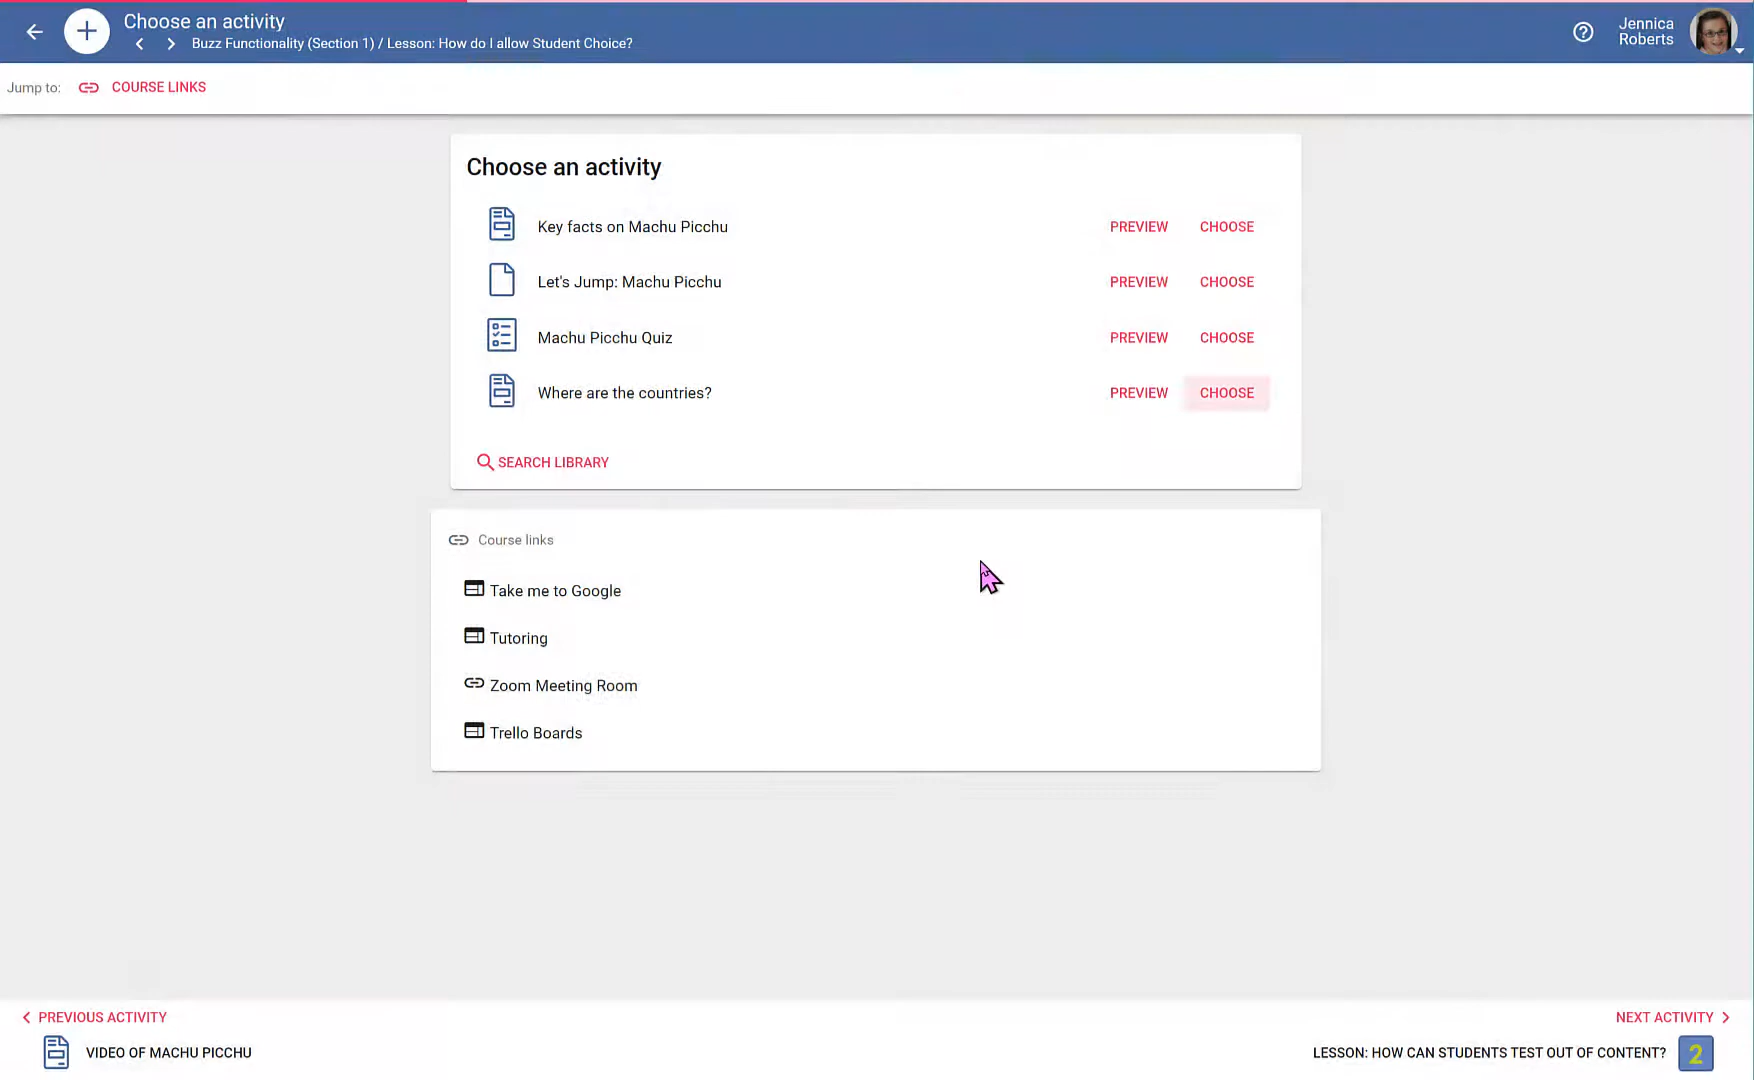 Choose an activity
Buzz Functionality (Section 1) / Lesson: How do I allow Student Choice?
Jennica
Roberts
Jump to: COURSE LINKS
Choose an activity
Key facts on Machu Picchu PREVIEW CHOOSE
Let's Jump: Machu Picchu PREVIEW CHOOSE
Machu Picchu Quiz PREVIEW CHOOSE
Where are the countries? PREVIEW CHOOSE
SEARCH LIBRARY
Course links
Take me to Google
Tutoring
Zoom Meeting Room
Trello Boards
PREVIOUS ACTIVITY
VIDEO OF MACHU PICCHU
NEXT ACTIVITY
LESSON: HOW CAN STUDENTS TEST OUT OF CONTENT? 2